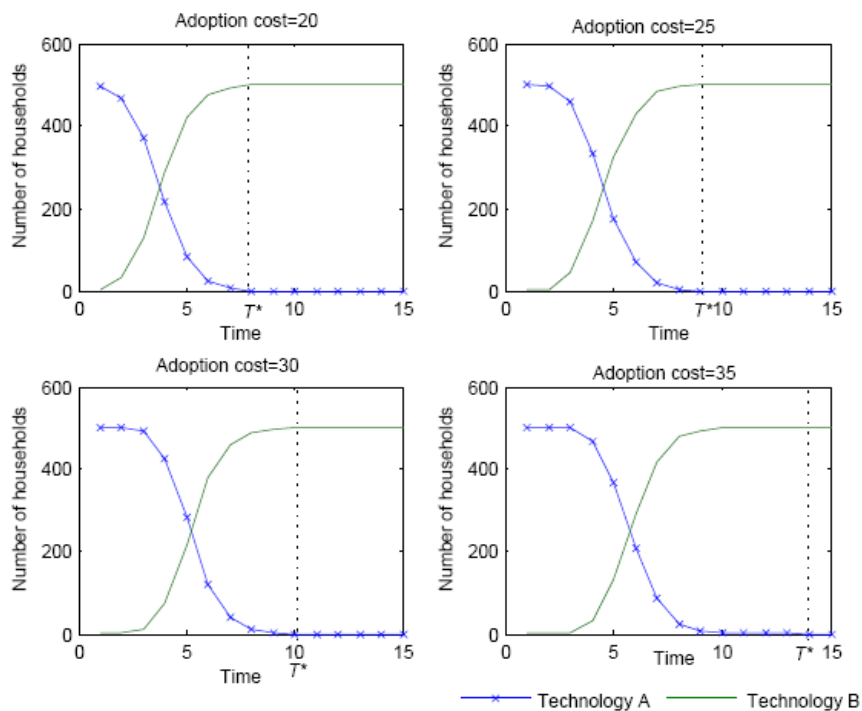 Adoption cost=20
Number of households
600
400
200
0
0 5 T* 10 15
Time
Adoption cost=25
Number of households
600
400
200
0
0 5 T*10 15
Time
Adoption cost=30
Number of households
600
400
200
0
0 5 10 15
Time T*
Adoption cost=35
Number of households
600
400
200
0
0 5 10 T* 15
Time
Technology A Technology B